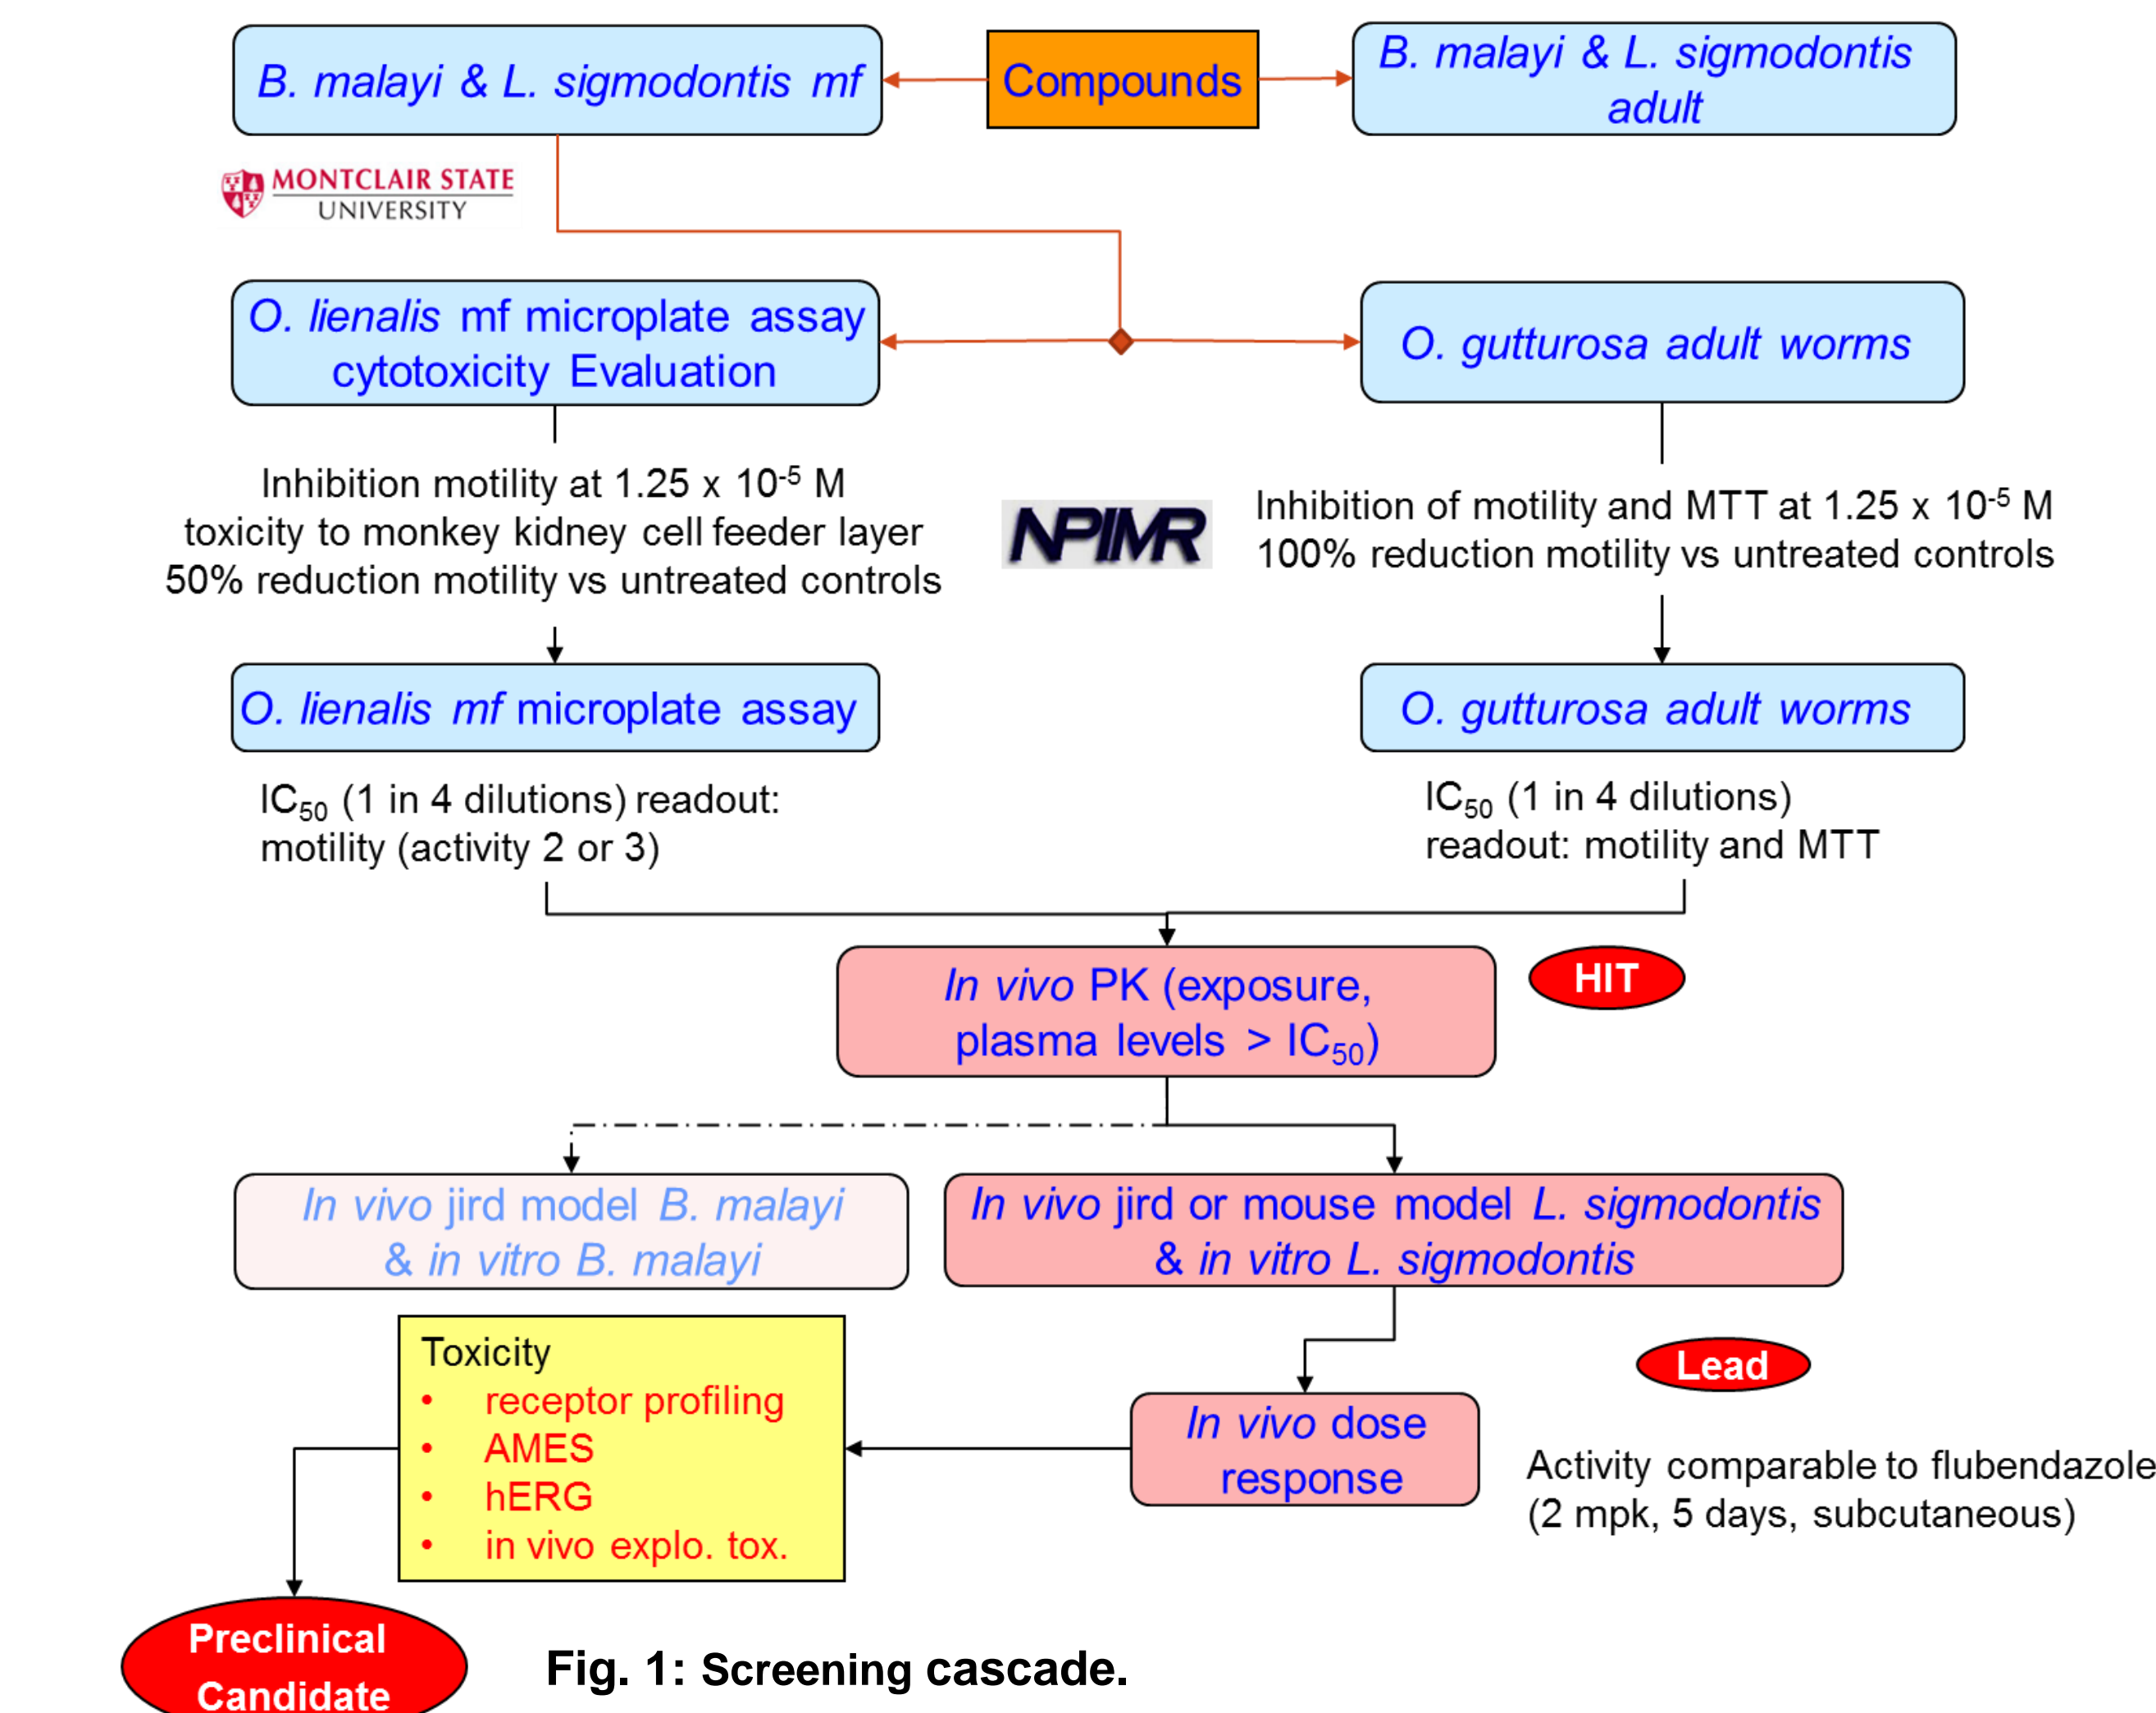 B. malayi & L. sigmodontis mf
Compounds
B. malayi & L. sigmodontis
adult
MONTCLAIR STATE
UNIVERSITY
O. lienalis mf microplate assay
cytotoxicity Evaluation
O. gutturosa adult worms
Inhibition motility at 1.25 x 10⁻⁵ M
toxicity to monkey kidney cell feeder layer
50% reduction motility vs untreated controls
NPIMR
Inhibition of motility and MTT at 1.25 x 10⁻⁵ M
100% reduction motility vs untreated controls
O. lienalis mf microplate assay
O. gutturosa adult worms
IC₅₀ (1 in 4 dilutions) readout:
motility (activity 2 or 3)
IC₅₀ (1 in 4 dilutions)
readout: motility and MTT
In vivo PK (exposure,
plasma levels > IC₅₀)
HIT
In vivo jird model B. malayi
& in vitro B. malayi
In vivo jird or mouse model L. sigmodontis
& in vitro L. sigmodontis
Toxicity
• receptor profiling
• AMES
• hERG
• in vivo explo. tox.
Lead
In vivo dose
response
Activity comparable to flubendazole
(2 mpk, 5 days, subcutaneous)
Preclinical
Candidate
Fig. 1: Screening cascade.